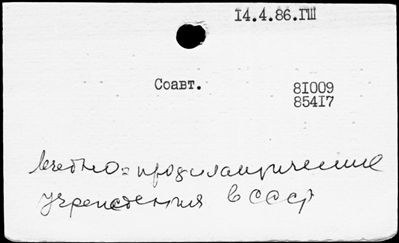 14.4.86.ГШ
Соавт. 81009
85417
лечебно=профилактические
учреждения в СССР